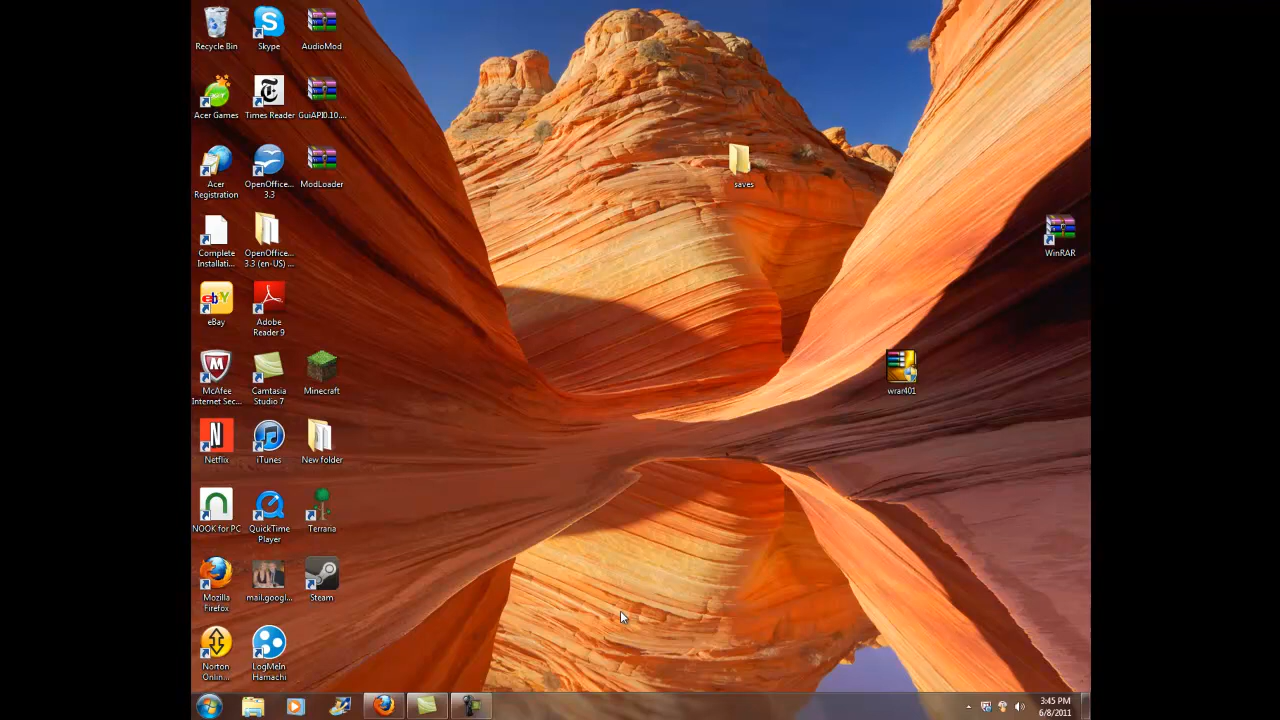 Recycle Bin
Skype
AudioMod
Acer Games
Times Reader
GuiAPI0.10....
Acer
Registration
OpenOffice...
3.3
ModLoader
Complete
Installati...
OpenOffice...
3.3 (en-US) ...
eBay
Adobe
Reader 9
McAfee
Internet Sec...
Camtasia
Studio 7
Minecraft
Netflix
iTunes
New folder
NOOK for PC
QuickTime
Player
Terraria
Mozilla
Firefox
mail.googl...
Steam
Norton
Onlin...
LogMeIn
Hamachi
saves
WinRAR
wrar401
3:45 PM
6/8/2011